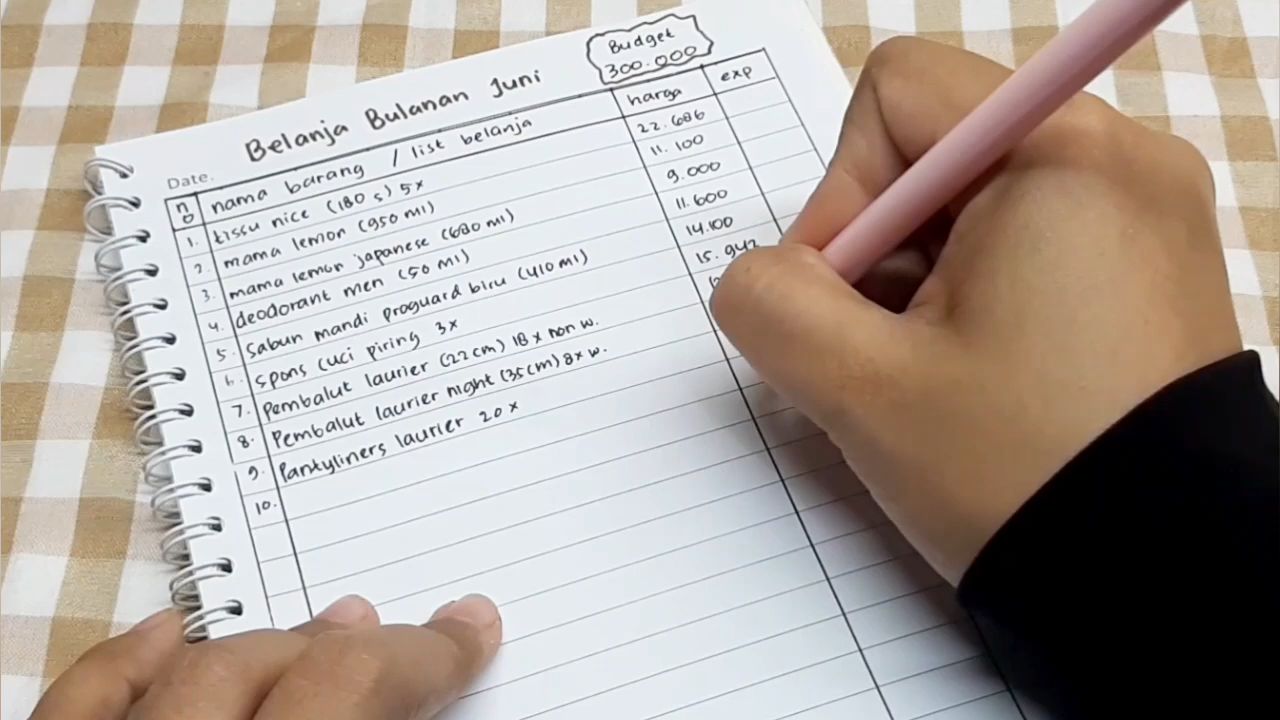 Budget
300.000
Belanja Bulanan Juni
Date.
no nama barang / list belanja harga exp
1. tissu nice (180 s) 5x 22.686
2. mama lemon (950 ml) 11.100
3. mama lemon japanese (680 ml) 9.000
4. deodorant men (50 ml) 11.600
5. sabun mandi proguard biru (410 ml) 14.100
6. spons cuci piring 3x 15.942
7. Pembalut laurier (22 cm) 18 x non w.
8. Pembalut laurier night (35 cm) 8x w.
9. Pantyliners laurier 20 x
10.